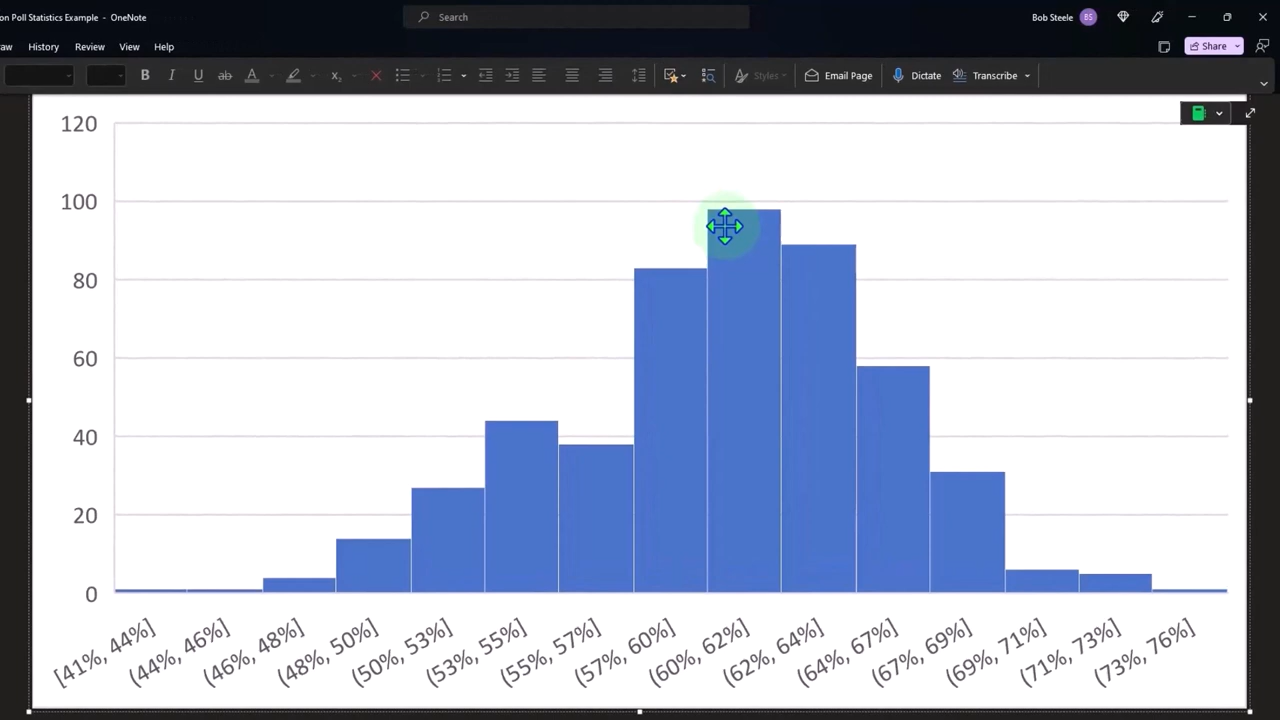 on Poll Statistics Example - OneNote
Search
Bob Steele BS
aw History Review View Help
Share
B I U ab A x Styles Email Page Dictate Transcribe
120
100
80
60
40
20
0
[41%, 44%] (44%, 46%] (46%, 48%] (48%, 50%] (50%, 53%] (53%, 55%] (55%, 57%] (57%, 60%] (60%, 62%] (62%, 64%] (64%, 67%] (67%, 69%] (69%, 71%] (71%, 73%] (73%, 76%]